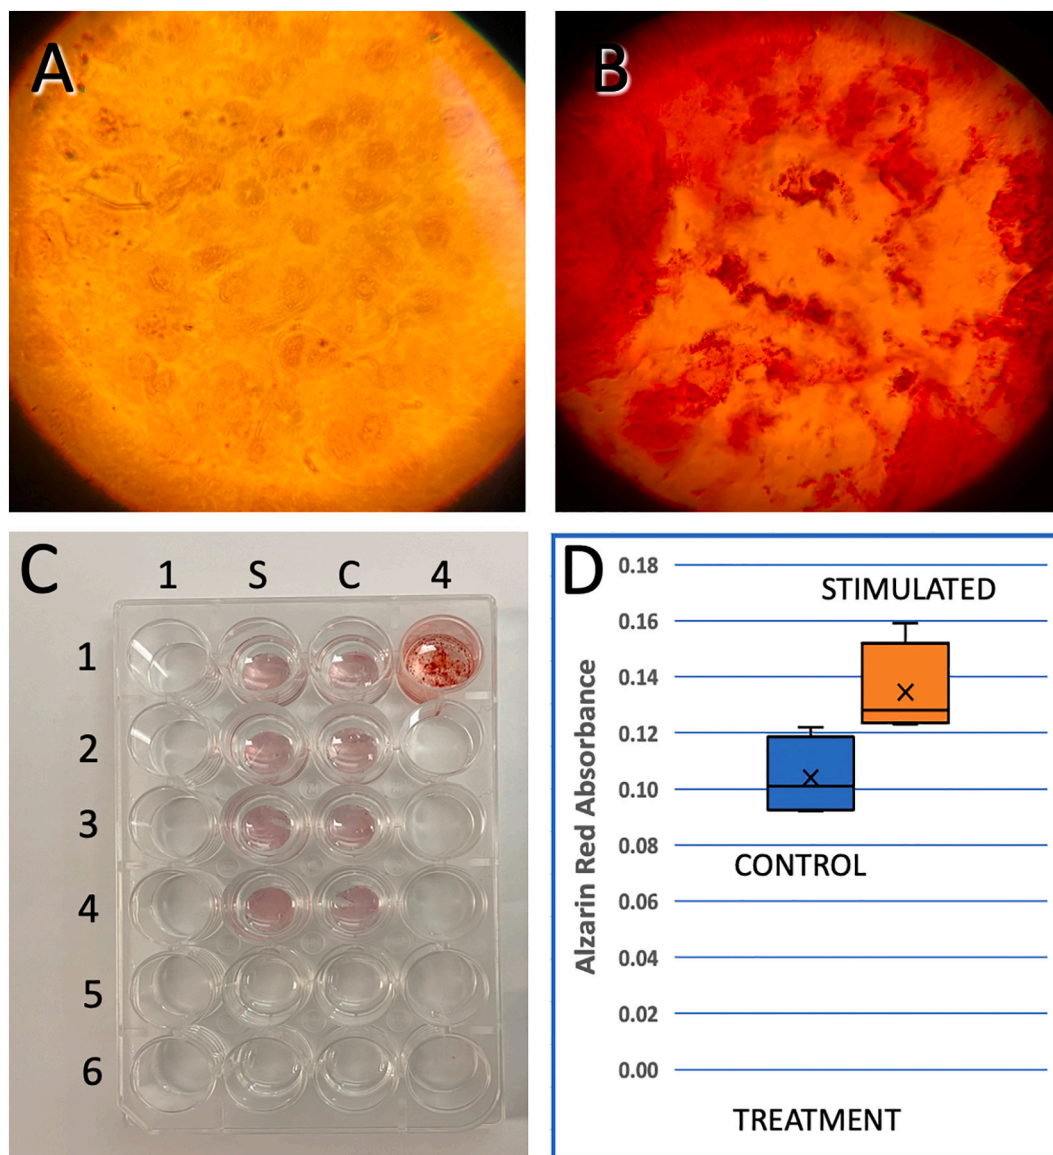 A
B
C
1 S C 4
1
2
3
4
5
6
D
0.18
0.16
0.14
0.12
0.10
0.08
0.06
0.04
0.02
0.00
Alzarin Red Absorbance
STIMULATED
CONTROL
TREATMENT